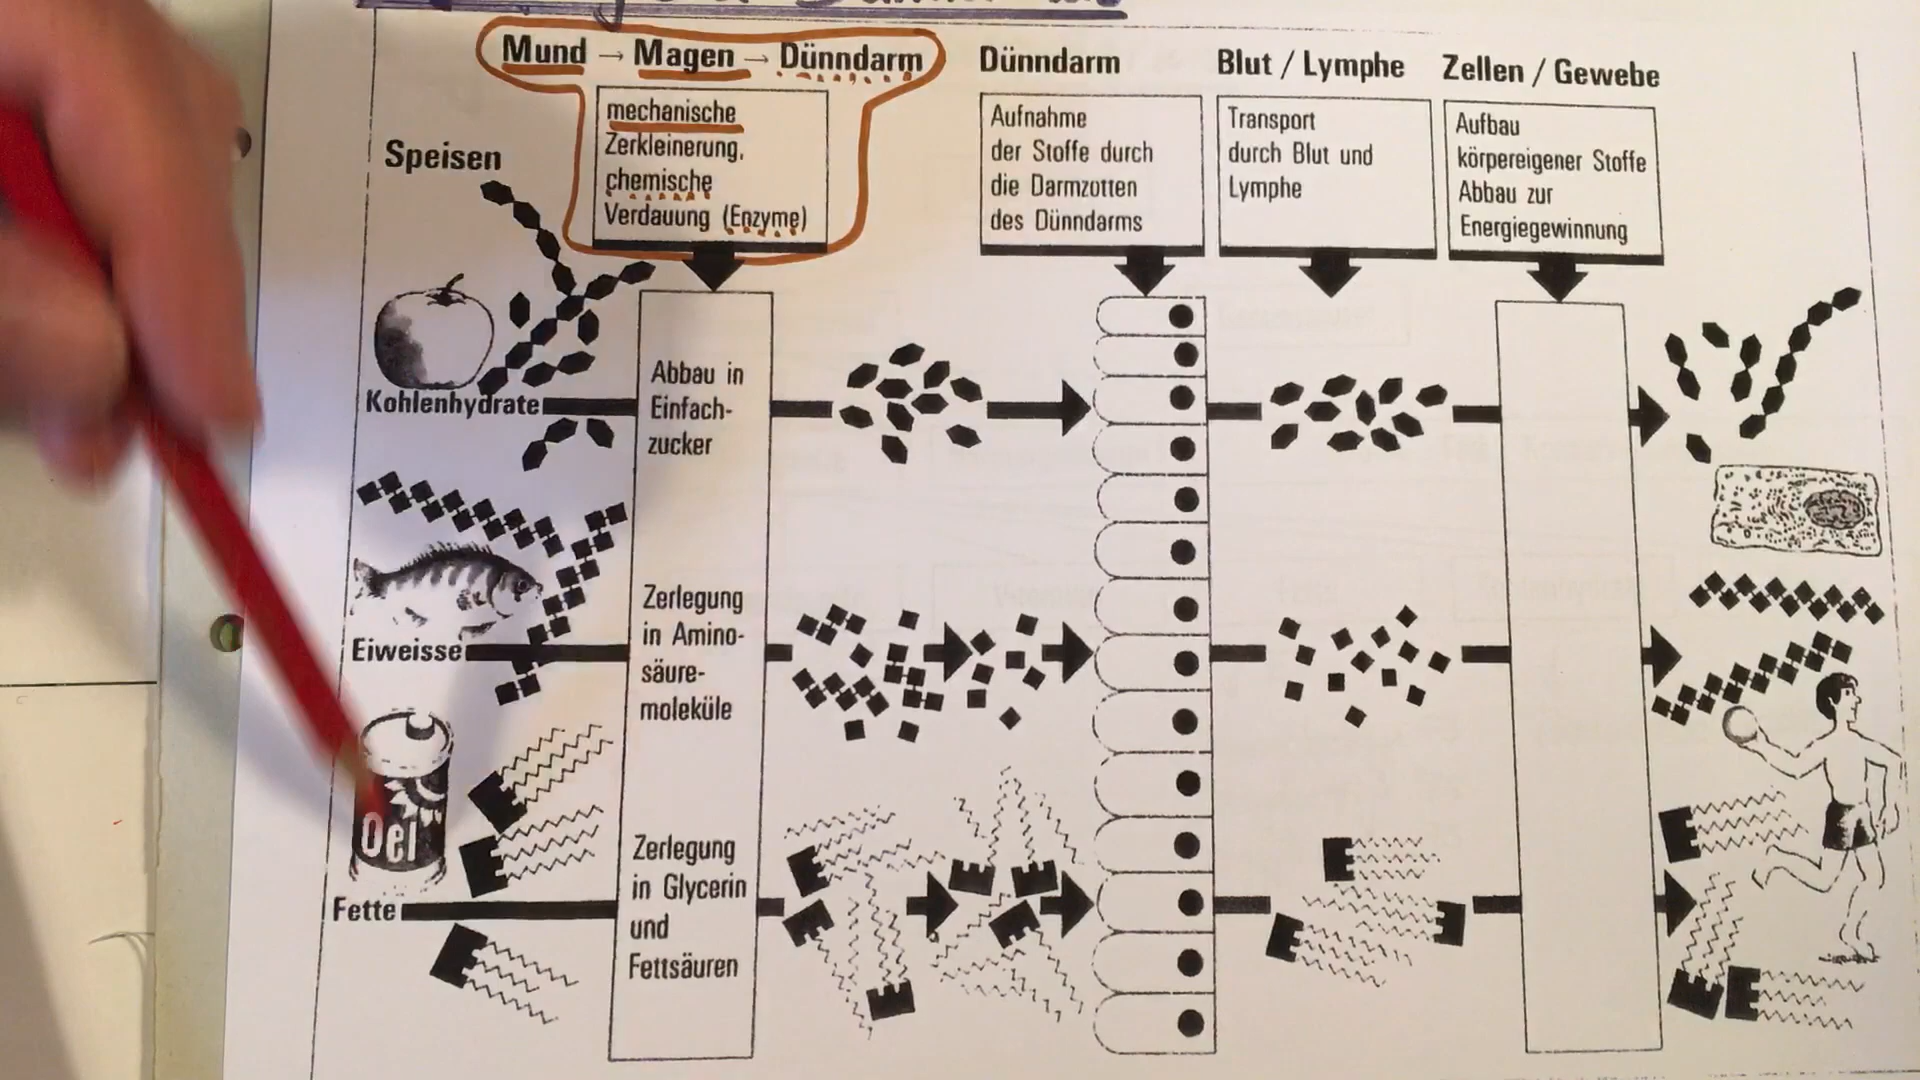 Mund → Magen → Dünndarm
Dünndarm
Blut / Lymphe
Zellen / Gewebe
mechanische
Zerkleinerung,
chemische
Verdauung (Enzyme)
Aufnahme
der Stoffe durch
die Darmzotten
des Dünndarms
Transport
durch Blut und
Lymphe
Aufbau
körpereigener Stoffe
Abbau zur
Energiegewinnung
Speisen
Kohlenhydrate
Abbau in
Einfach-
zucker
Eiweisse
Zerlegung
in Amino-
säure-
moleküle
Oel
Fette
Zerlegung
in Glycerin
und
Fettsäuren